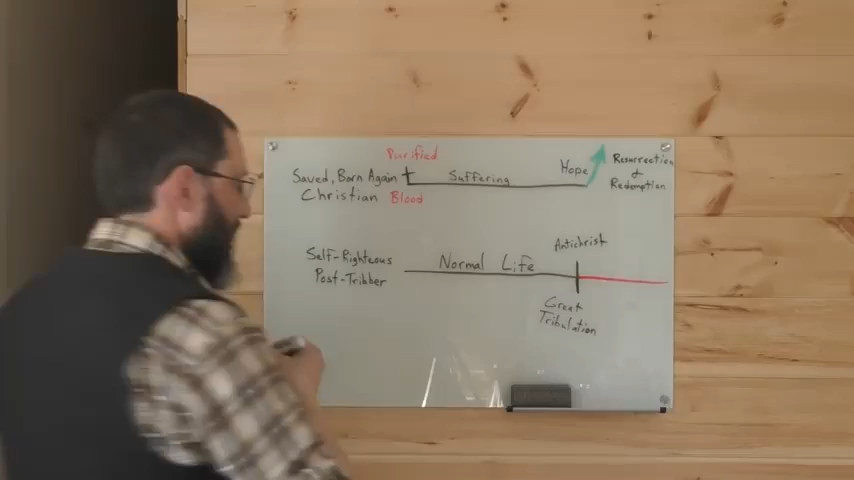 Purified
Saved, Born Again Suffering Hope Resurrection
Christian Blood & Redemption
Self-Righteous Normal Life Antichrist
Post-Tribber
Great
Tribulation